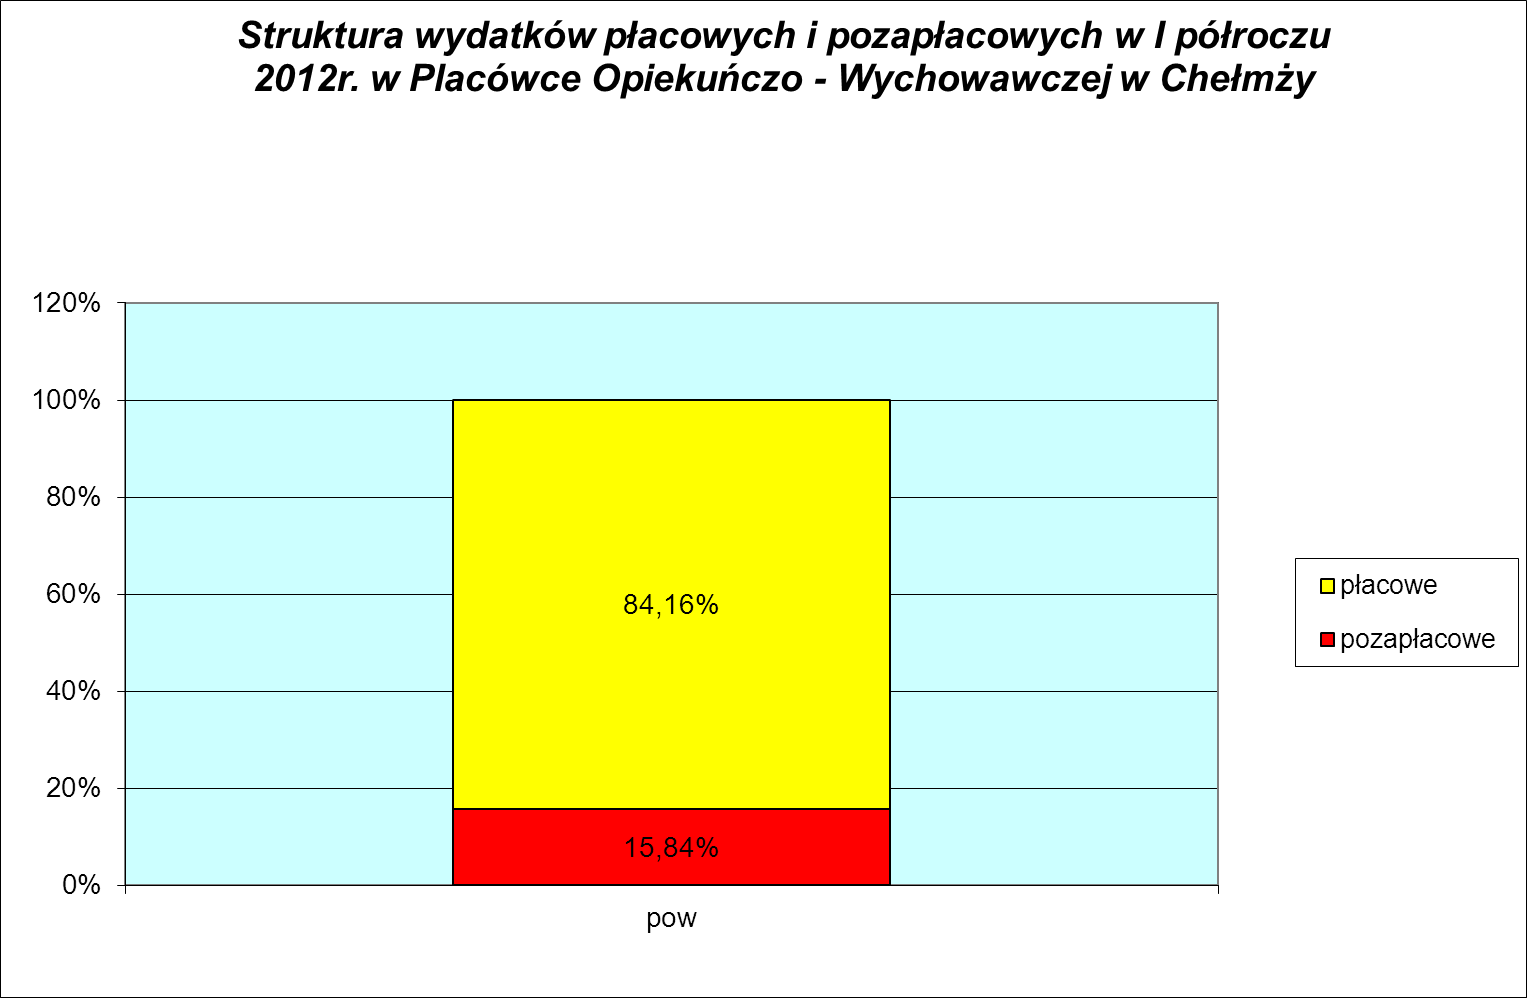 Struktura wydatków płacowych i pozapłacowych w I półroczu
2012r. w Placówce Opiekuńczo - Wychowawczej w Chełmży
120%
100%
80%
60%
40%
20%
0%
84,16%
15,84%
pow
płacowe
pozapłacowe